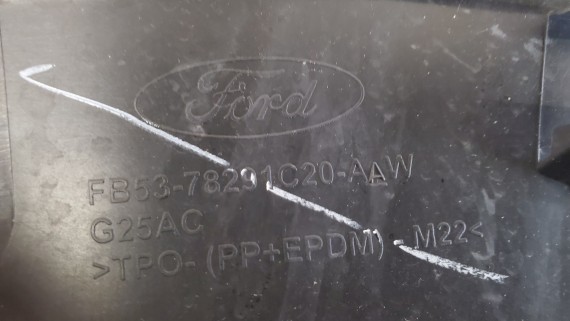 Ford
FB53-78291C20-AAW
G25AC
>TPO- (PP+EPDM) - M22<